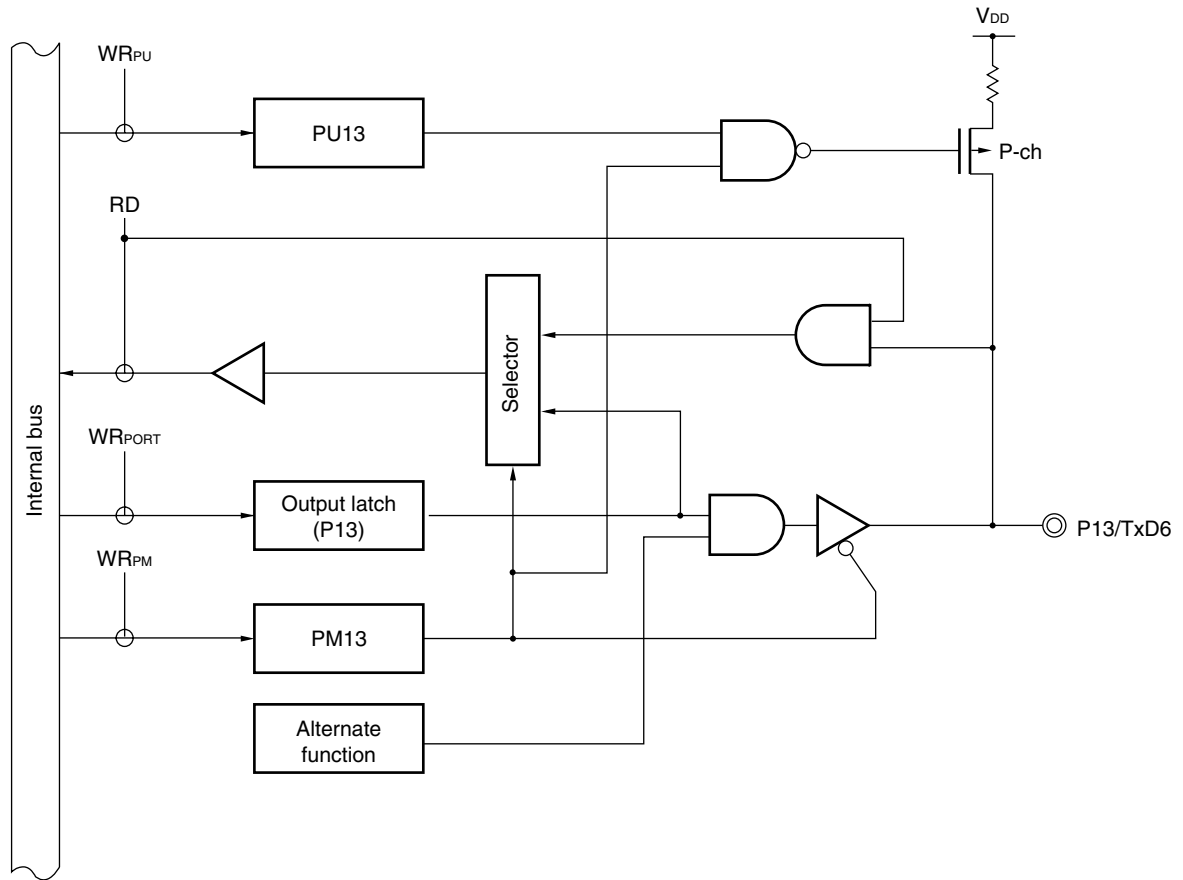 VDD
WRPU
PU13
P-ch
RD
Selector
Internal bus
WRPORT
Output latch
(P13)
P13/TxD6
WRPM
PM13
Alternate
function